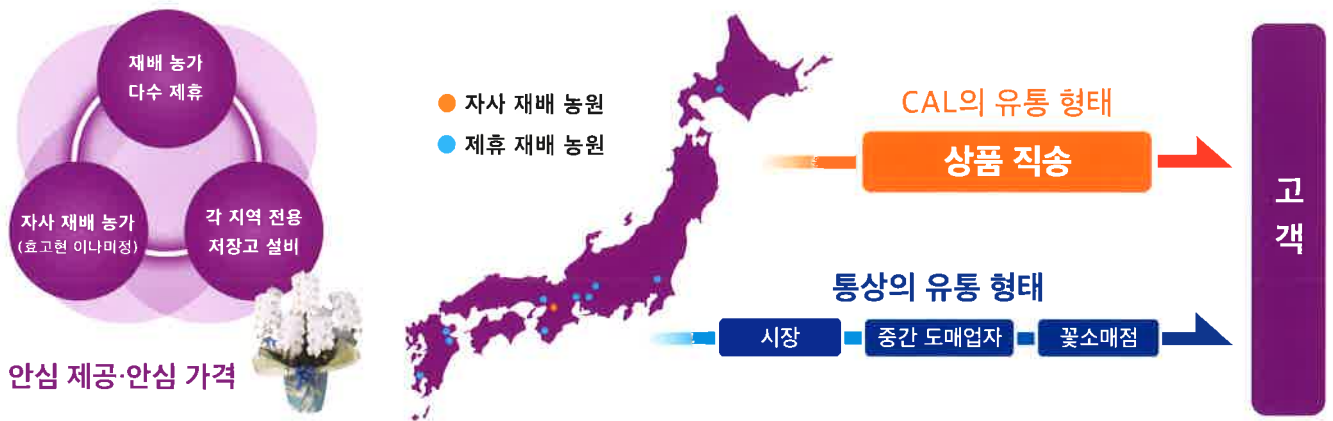 재배 농가
다수 제휴
자사 재배 농가
(효고현 이나미정)
각 지역 전용
저장고 설비
안심 제공·안심 가격
자사 재배 농원
제휴 재배 농원
CAL의 유통 형태
상품 직송
통상의 유통 형태
시장
중간 도매업자
꽃소매점
고
객